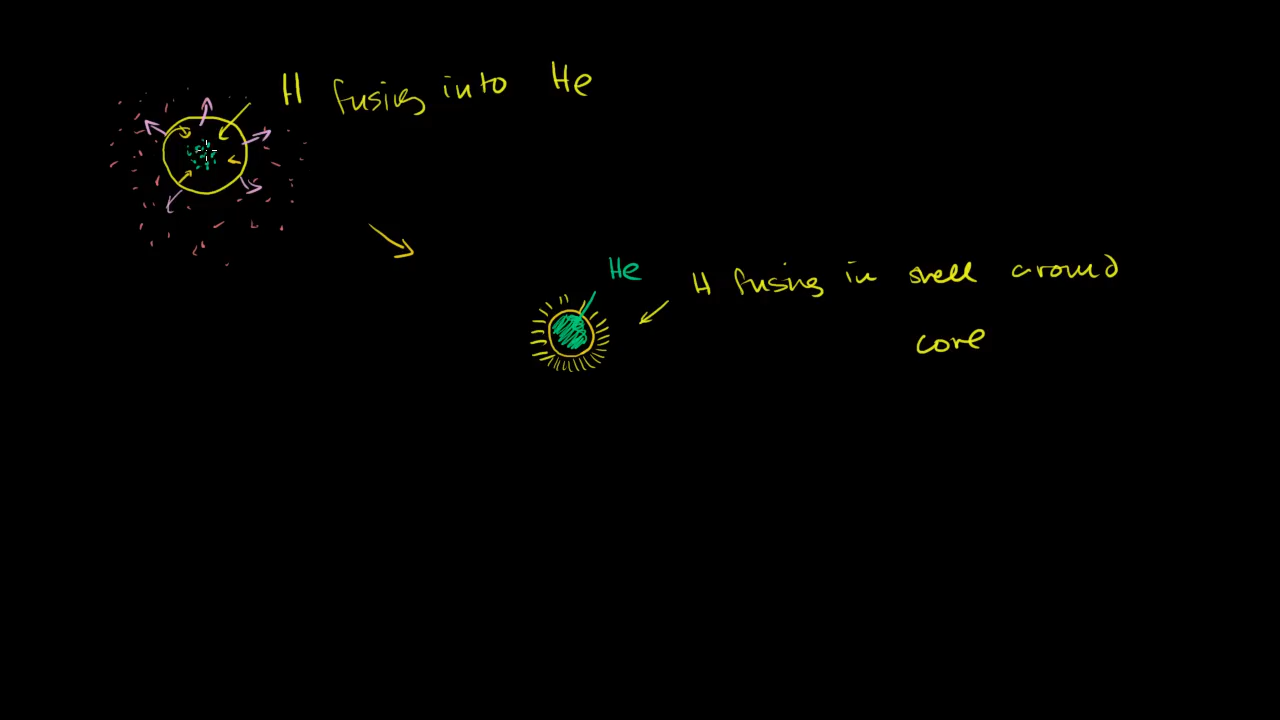 H fusing into He
He
H fusing in shell around
core